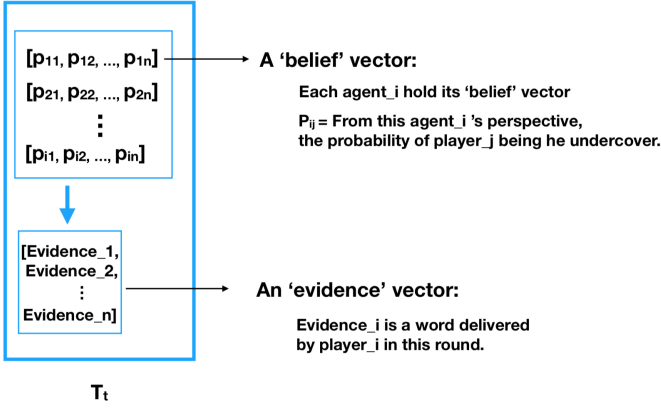 [p11, p12, ..., p1n]
[p21, p22, ..., p2n]
⋮
[pi1, pi2, ..., pin]
[Evidence_1,
Evidence_2,
⋮
Evidence_n]
Tt
A ‘belief’ vector:
Each agent_i hold its ‘belief’ vector
Pij = From this agent_i ’s perspective,
the probability of player_j being he undercover.
An ‘evidence’ vector:
Evidence_i is a word delivered
by player_i in this round.